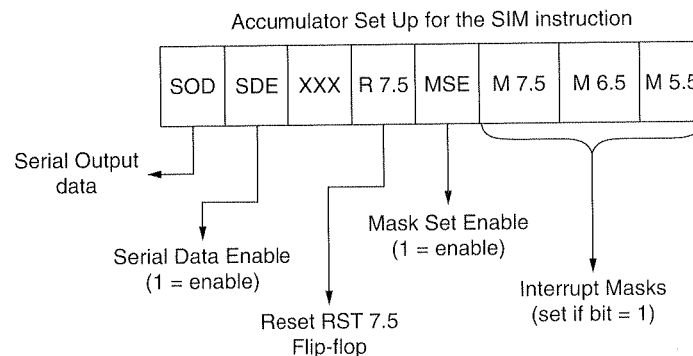 Accumulator Set Up for the SIM instruction
SOD SDE XXX R 7.5 MSE M 7.5 M 6.5 M 5.5
Serial Output
data
Serial Data Enable
(1 = enable)
Reset RST 7.5
Flip-flop
Mask Set Enable
(1 = enable)
Interrupt Masks
(set if bit = 1)